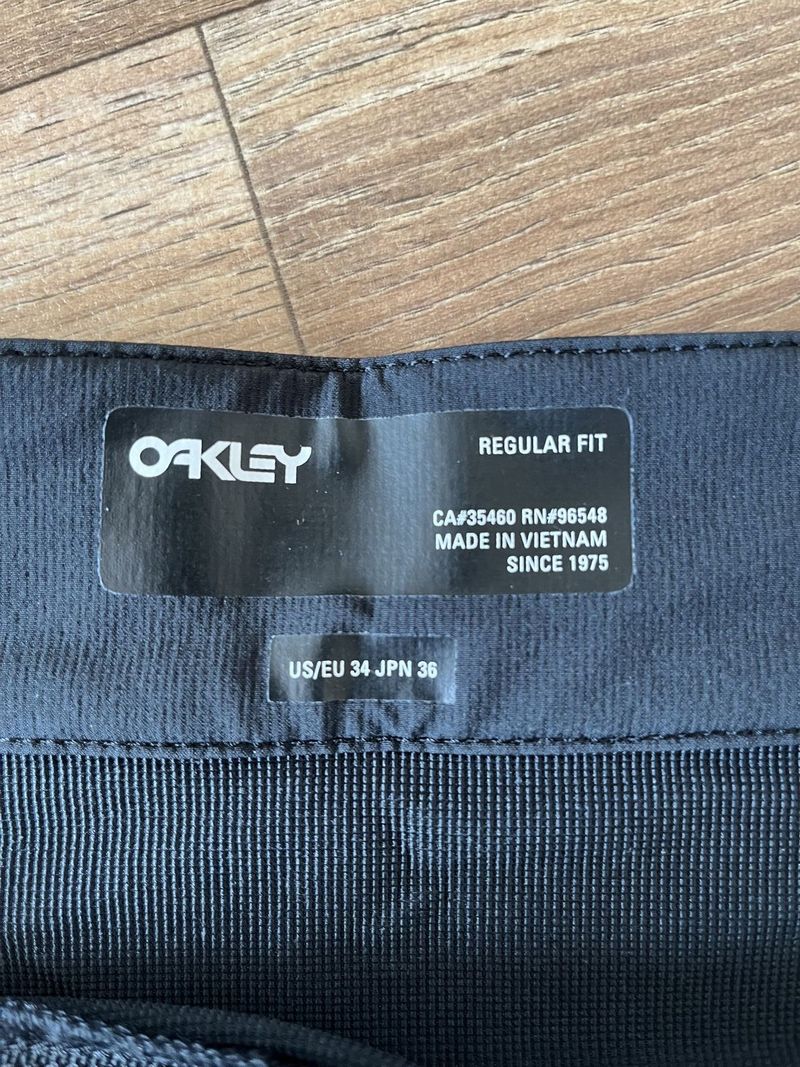 OAKLEY
REGULAR FIT
CA#35460 RN#96548
MADE IN VIETNAM
SINCE 1975
US/EU 34 JPN 36